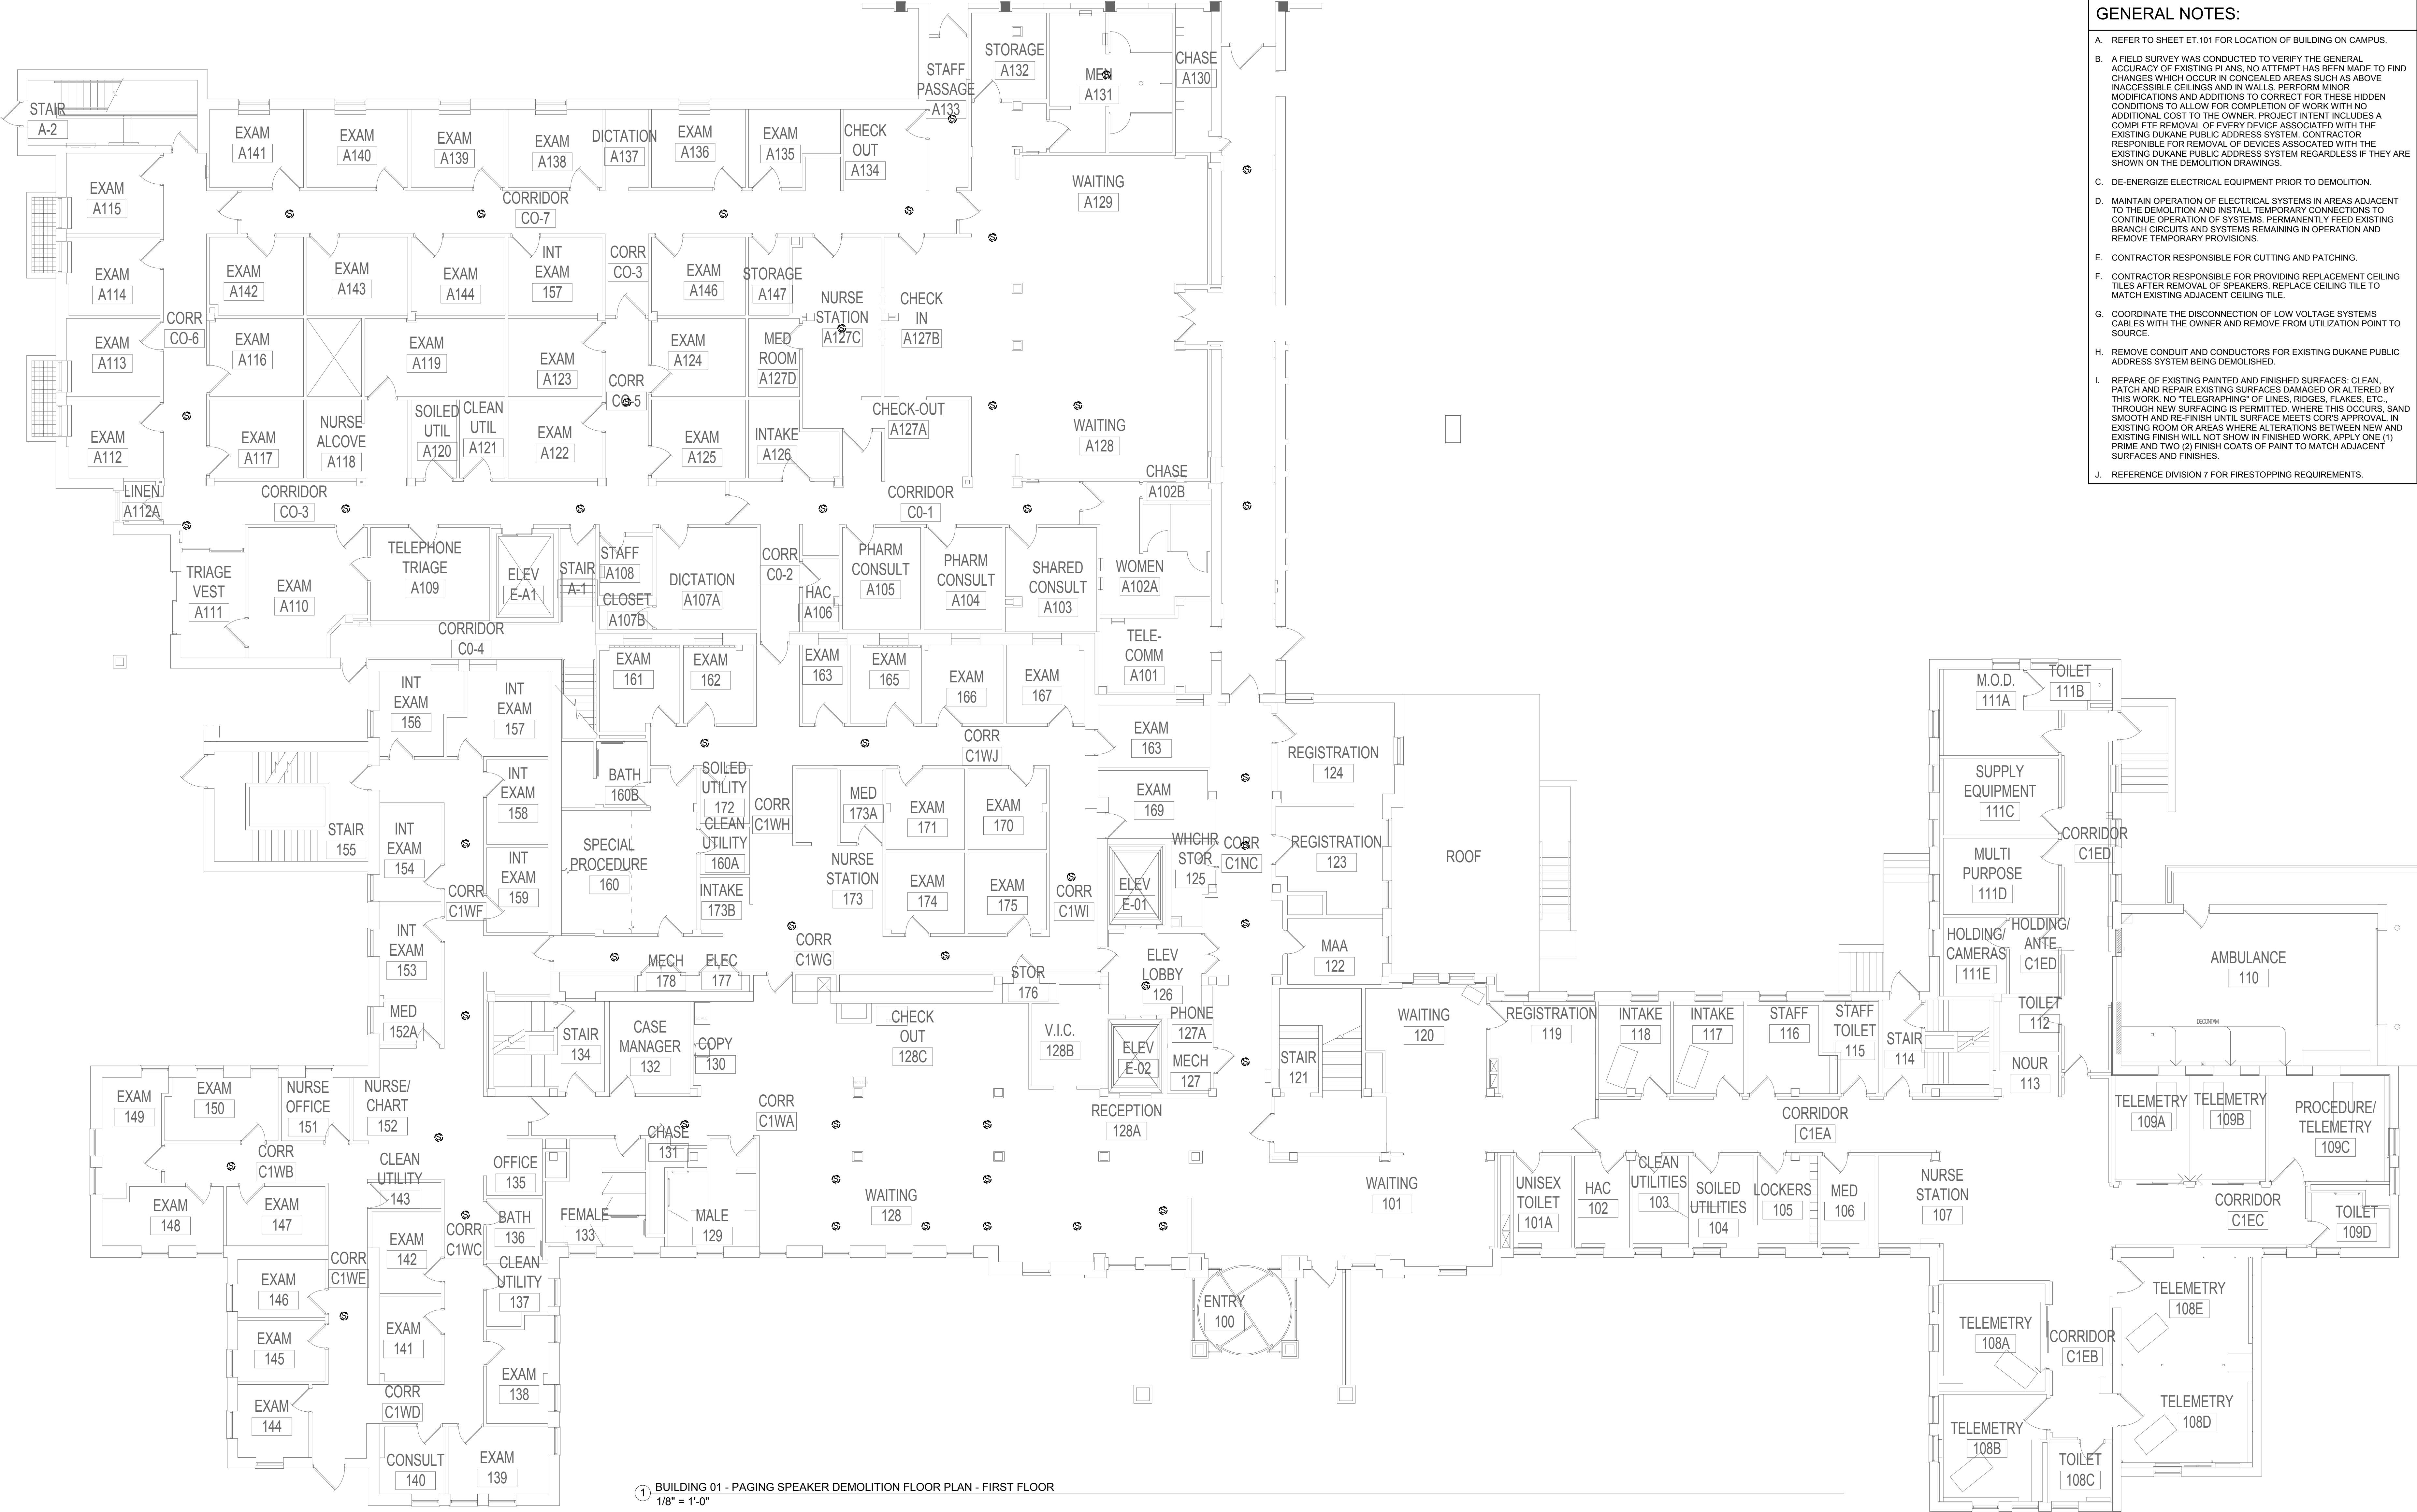 GENERAL NOTES:
A. REFER TO SHEET ET.101 FOR LOCATION OF BUILDING ON CAMPUS.
B. A FIELD SURVEY WAS CONDUCTED TO VERIFY THE GENERAL
ACCURACY OF EXISTING PLANS, NO ATTEMPT HAS BEEN MADE TO FIND
CHANGES WHICH OCCUR IN CONCEALED AREAS SUCH AS ABOVE
INACCESSIBLE CEILINGS AND IN WALLS. PERFORM MINOR
MODIFICATIONS AND ADDITIONS TO CORRECT FOR THESE HIDDEN
CONDITIONS TO ALLOW FOR COMPLETION OF WORK WITH NO
ADDITIONAL COST TO THE OWNER. PROJECT INTENT INCLUDES A
COMPLETE REMOVAL OF EVERY DEVICE ASSOCIATED WITH THE
EXISTING DUKANE PUBLIC ADDRESS SYSTEM. CONTRACTOR
RESPONIBLE FOR REMOVAL OF DEVICES ASSOCATED WITH THE
EXISTING DUKANE PUBLIC ADDRESS SYSTEM REGARDLESS IF THEY ARE
SHOWN ON THE DEMOLITION DRAWINGS.
C. DE-ENERGIZE ELECTRICAL EQUIPMENT PRIOR TO DEMOLITION.
D. MAINTAIN OPERATION OF ELECTRICAL SYSTEMS IN AREAS ADJACENT
TO THE DEMOLITION AND INSTALL TEMPORARY CONNECTIONS TO
CONTINUE OPERATION OF SYSTEMS. PERMANENTLY FEED EXISTING
BRANCH CIRCUITS AND SYSTEMS REMAINING IN OPERATION AND
REMOVE TEMPORARY PROVISIONS.
E. CONTRACTOR RESPONSIBLE FOR CUTTING AND PATCHING.
F. CONTRACTOR RESPONSIBLE FOR PROVIDING REPLACEMENT CEILING
TILES AFTER REMOVAL OF SPEAKERS. REPLACE CEILING TILE TO
MATCH EXISTING ADJACENT CEILING TILE.
G. COORDINATE THE DISCONNECTION OF LOW VOLTAGE SYSTEMS
CABLES WITH THE OWNER AND REMOVE FROM UTILIZATION POINT TO
SOURCE.
H. REMOVE CONDUIT AND CONDUCTORS FOR EXISTING DUKANE PUBLIC
ADDRESS SYSTEM BEING DEMOLISHED.
I. REPARE OF EXISTING PAINTED AND FINISHED SURFACES: CLEAN,
PATCH AND REPAIR EXISTING SURFACES DAMAGED OR ALTERED BY
THIS WORK. NO "TELEGRAPHING" OF LINES, RIDGES, FLAKES, ETC.,
THROUGH NEW SURFACING IS PERMITTED. WHERE THIS OCCURS, SAND
SMOOTH AND RE-FINISH UNTIL SURFACE MEETS COR'S APPROVAL. IN
EXISTING ROOM OR AREAS WHERE ALTERATIONS BETWEEN NEW AND
EXISTING FINISH WILL NOT SHOW IN FINISHED WORK, APPLY ONE (1)
PRIME AND TWO (2) FINISH COATS OF PAINT TO MATCH ADJACENT
SURFACES AND FINISHES.
J. REFERENCE DIVISION 7 FOR FIRESTOPPING REQUIREMENTS.
STAIR
A-2
EXAM
A141
EXAM
A140
EXAM
A139
EXAM
A138
DICTATION
A137
EXAM
A136
EXAM
A135
CHECK
OUT
A134
STAFF
PASSAGE
A133
STORAGE
A132
MEN
A131
CHASE
A130
EXAM
A115
CORRIDOR
CO-7
WAITING
A129
EXAM
A114
EXAM
A142
EXAM
A143
EXAM
A144
INT
EXAM
157
CORR
CO-3
EXAM
A146
STORAGE
A147
NURSE
STATION
A127C
CHECK
IN
A127B
CORR
CO-6
EXAM
A113
EXAM
A116
EXAM
A119
EXAM
A123
EXAM
A124
MED
ROOM
A127D
CORR
CO-5
EXAM
A112
EXAM
A117
NURSE
ALCOVE
A118
SOILED
UTIL
A120
CLEAN
UTIL
A121
EXAM
A122
EXAM
A125
INTAKE
A126
CHECK-OUT
A127A
WAITING
A128
CHASE
A102B
LINEN
A112A
CORRIDOR
CO-3
CORRIDOR
C0-1
TRIAGE
VEST
A111
EXAM
A110
TELEPHONE
TRIAGE
A109
ELEV
E-A1
STAIR
A-1
STAFF
A108
CLOSET
A107B
DICTATION
A107A
CORR
C0-2
HAC
A106
PHARM
CONSULT
A105
PHARM
CONSULT
A104
SHARED
CONSULT
A103
WOMEN
A102A
CORRIDOR
C0-4
TELE-
COMM
A101
INT
EXAM
156
INT
EXAM
157
EXAM
161
EXAM
162
EXAM
163
EXAM
165
EXAM
166
EXAM
167
EXAM
163
CORR
C1WJ
REGISTRATION
124
M.O.D.
111A
TOILET
111B
STAIR
155
INT
EXAM
158
BATH
160B
SOILED
UTILITY
172
CORR
C1WH
MED
173A
EXAM
171
EXAM
170
EXAM
169
SUPPLY
EQUIPMENT
111C
INT
EXAM
154
INT
EXAM
159
SPECIAL
PROCEDURE
160
CLEAN
UTILITY
160A
INTAKE
173B
NURSE
STATION
173
EXAM
174
EXAM
175
CORR
C1WI
ELEV
E-01
WHCHR
STOR
125
CORR
C1NC
REGISTRATION
123
ROOF
MULTI
PURPOSE
111D
CORRIDOR
C1ED
CORR
C1WF
INT
EXAM
153
MECH
178
ELEC
177
CORR
C1WG
STOR
176
ELEV
LOBBY
126
MAA
122
HOLDING/
CAMERAS
111E
HOLDING/
ANTE
C1ED
AMBULANCE
110
MED
152A
STAIR
134
CASE
MANAGER
132
COPY
130
CHECK
OUT
128C
V.I.C.
128B
PHONE
127A
ELEV
E-02
MECH
127
STAIR
121
WAITING
120
REGISTRATION
119
INTAKE
118
INTAKE
117
STAFF
116
STAFF
TOILET
115
STAIR
114
TOILET
112
NOUR
113
DECONTAM
EXAM
149
EXAM
150
NURSE
OFFICE
151
NURSE/
CHART
152
CORR
C1WA
CHASE
131
RECEPTION
128A
CORRIDOR
C1EA
TELEMETRY
109A
TELEMETRY
109B
PROCEDURE/
TELEMETRY
109C
CORR
C1WB
CLEAN
UTILITY
143
OFFICE
135
EXAM
148
EXAM
147
EXAM
142
CORR
C1WC
BATH
136
FEMALE
133
MALE
129
WAITING
128
WAITING
101
UNISEX
TOILET
101A
HAC
102
CLEAN
UTILITIES
103
SOILED
UTILITIES
104
LOCKERS
105
MED
106
NURSE
STATION
107
CORRIDOR
C1EC
TOILET
109D
CORR
C1WE
EXAM
146
CLEAN
UTILITY
137
ENTRY
100
TELEMETRY
108E
EXAM
145
EXAM
141
EXAM
138
TELEMETRY
108A
CORRIDOR
C1EB
EXAM
144
CORR
C1WD
TELEMETRY
108B
TELEMETRY
108D
CONSULT
140
EXAM
139
TOILET
108C
1 BUILDING 01 - PAGING SPEAKER DEMOLITION FLOOR PLAN - FIRST FLOOR
1/8" = 1'-0"